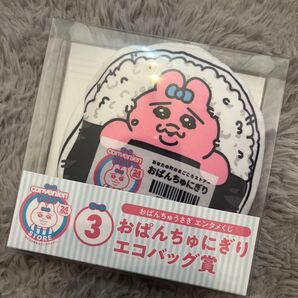 あなたの町のまごころストアー
おぱんちゅにぎり
convenien
24
STORE
おぱんちゅうさぎ エンタメくじ
3
おぱんちゅにぎり
エコバッグ賞